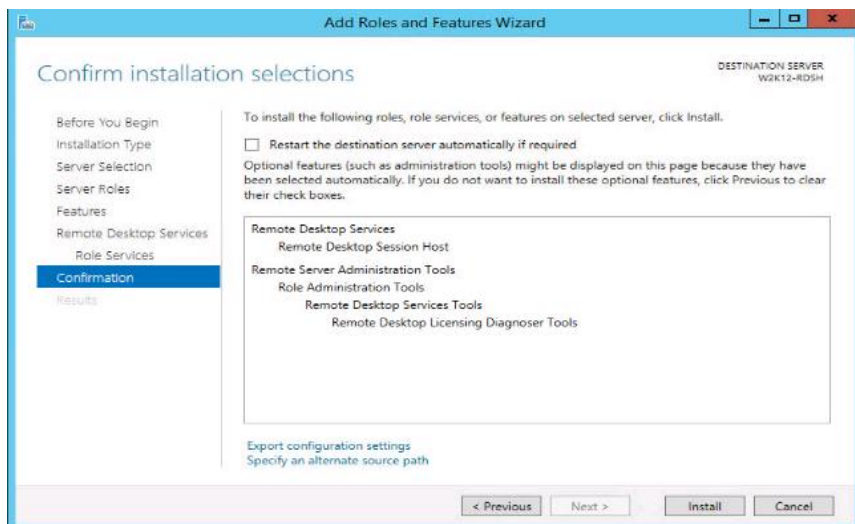 Add Roles and Features Wizard
Confirm installation selections
DESTINATION SERVER
W2K12-RDSH
Before You Begin
Installation Type
Server Selection
Server Roles
Features
Remote Desktop Services
Role Services
Confirmation
Results
To install the following roles, role services, or features on selected server, click Install.
Restart the destination server automatically if required
Optional features (such as administration tools) might be displayed on this page because they have
been selected automatically. If you do not want to install these optional features, click Previous to clear
their check boxes.
Remote Desktop Services
Remote Desktop Session Host
Remote Server Administration Tools
Role Administration Tools
Remote Desktop Services Tools
Remote Desktop Licensing Diagnoser Tools
Export configuration settings
Specify an alternate source path
< Previous
Next >
Install
Cancel